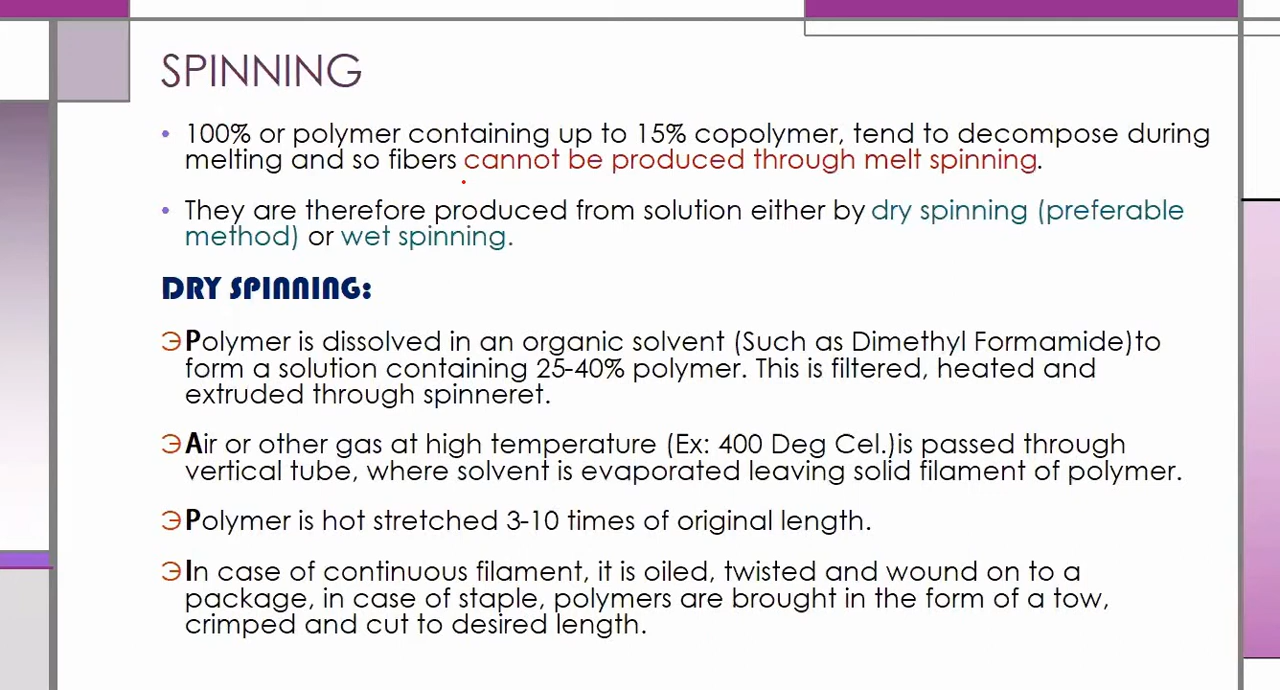 SPINNING
• 100% or polymer containing up to 15% copolymer, tend to decompose during
melting and so fibers cannot be produced through melt spinning.
• They are therefore produced from solution either by dry spinning (preferable
method) or wet spinning.
DRY SPINNING:
∋Polymer is dissolved in an organic solvent (Such as Dimethyl Formamide)to
form a solution containing 25-40% polymer. This is filtered, heated and
extruded through spinneret.
∋Air or other gas at high temperature (Ex: 400 Deg Cel.)is passed through
vertical tube, where solvent is evaporated leaving solid filament of polymer.
∋Polymer is hot stretched 3-10 times of original length.
∋In case of continuous filament, it is oiled, twisted and wound on to a
package, in case of staple, polymers are brought in the form of a tow,
crimped and cut to desired length.